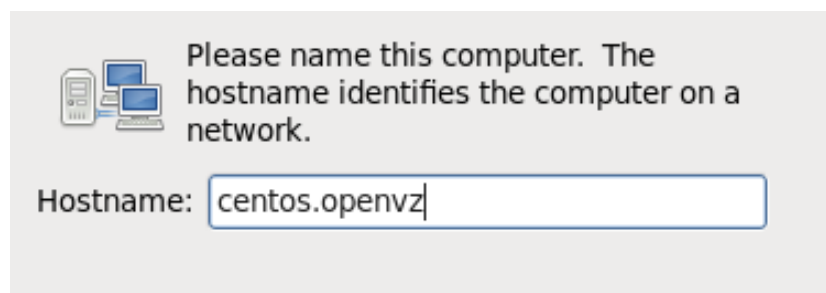 Please name this computer.  The
hostname identifies the computer on a
network.
Hostname: centos.openvz